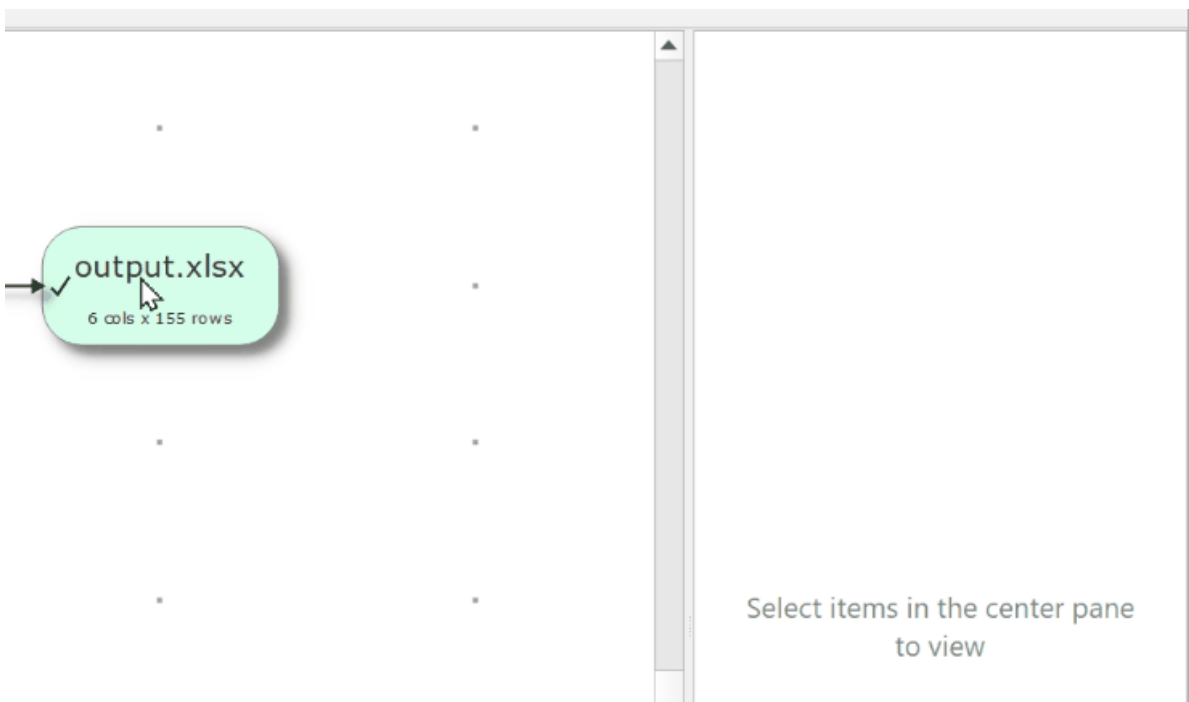 output.xlsx
6 cols x 155 rows
Select items in the center pane
to view